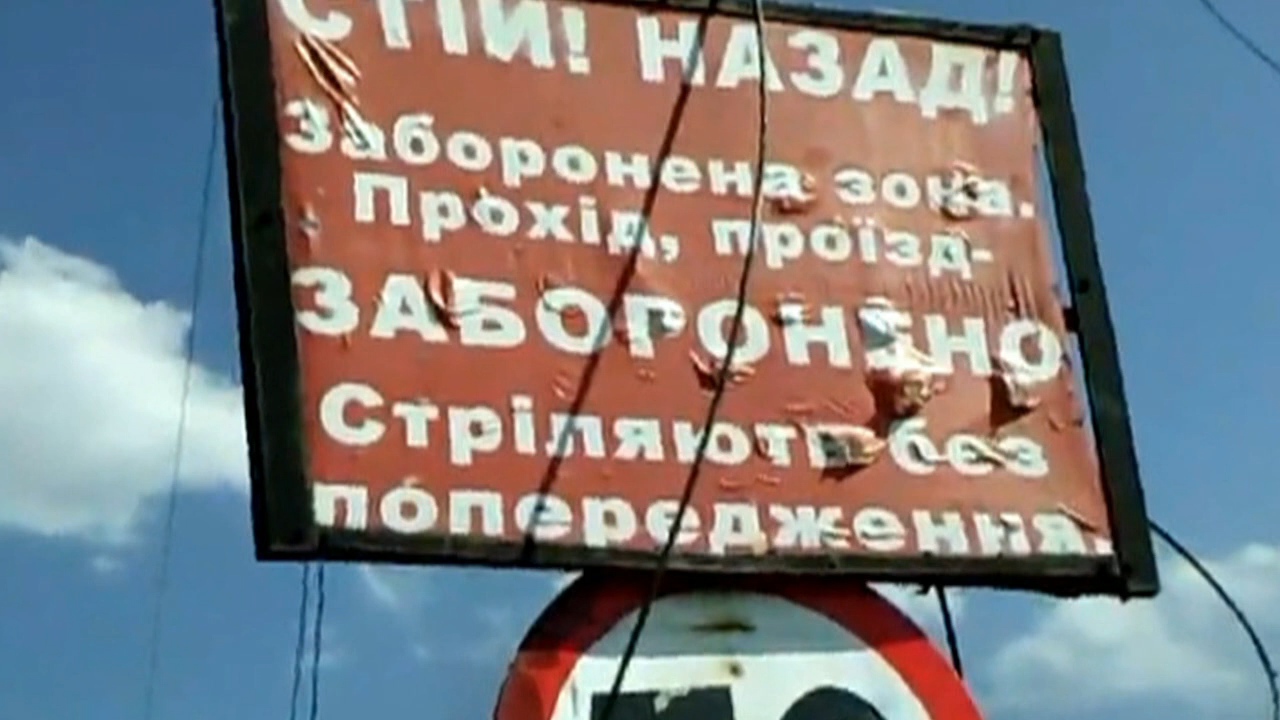 СТІЙ! НАЗАД!
Заборонена зона.
Прохід, проїзд-
ЗАБОРОНЕНО
Стріляють без
попередження.